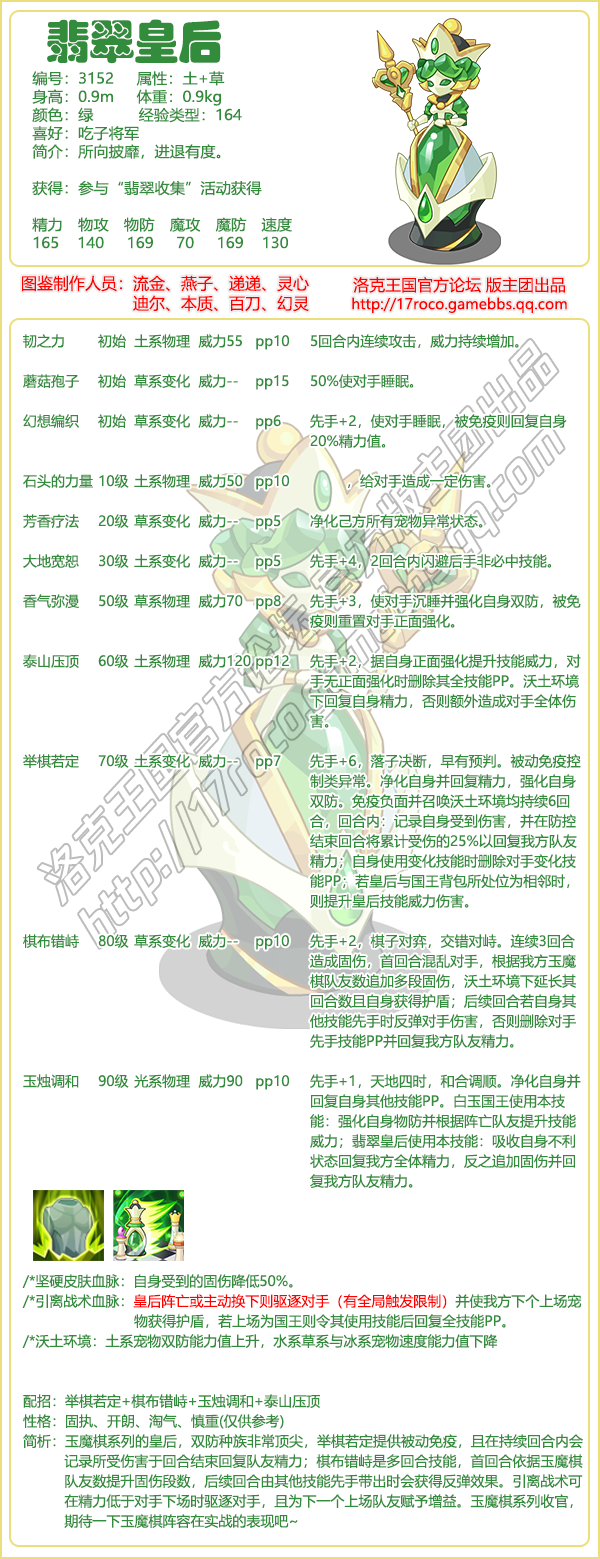 翡翠皇后
编号：3152 属性：土+草
身高：0.9m 体重：0.9kg
颜色：绿 经验类型：164
喜好：吃子将军
简介：所向披靡，进退有度。
获得：参与“翡翠收集”活动获得
精力 物攻 物防 魔攻 魔防 速度
165 140 169 70 169 130
图鉴制作人员：流金、燕子、递递、灵心
迪尔、本质、百刀、幻灵
洛克王国官方论坛 版主团出品
http://17roco.gamebbs.qq.com
韧之力 初始 土系物理 威力55 pp10 5回合内连续攻击，威力持续增加。
蘑菇孢子 初始 草系变化 威力-- pp15 50%使对手睡眠。
幻想编织 初始 草系变化 威力-- pp6 先手+2，使对手睡眠，被免疫则回复自身
20%精力值。
石头的力量 10级 土系物理 威力50 pp10 ，给对手造成一定伤害。
芳香疗法 20级 草系变化 威力-- pp5 净化己方所有宠物异常状态。
大地宽恕 30级 土系变化 威力-- pp5 先手+4，2回合内闪避后手非必中技能。
香气弥漫 50级 草系物理 威力70 pp8 先手+3，使对手沉睡并强化自身双防，被免
疫则重置对手正面强化。
泰山压顶 60级 土系物理 威力120 pp12 先手+2，据自身正面强化提升技能威力，对
手无正面强化时删除其全技能PP。沃土环境
下回复自身精力，否则额外造成对手全体伤
害。
举棋若定 70级 土系变化 威力-- pp7 先手+6，落子决断，早有预判。被动免疫控
制类异常。净化自身并回复精力，强化自身
双防。免疫负面并召唤沃土环境均持续6回
合，回合内：记录自身受到伤害，并在防控
结束回合将累计受伤的25%以回复我方队友
精力；自身使用变化技能时删除对手变化技
能PP；若皇后与国王背包所处位为相邻时，
则提升皇后技能威力伤害。
棋布错峙 80级 草系变化 威力-- pp10 先手+2，棋子对弈，交错对峙。连续3回合
造成固伤，首回合混乱对手，根据我方玉魔
棋队友数追加多段固伤，沃土环境下延长其
回合数且自身获得护盾；后续回合若自身其
他技能先手时反弹对手伤害，否则删除对手
先手技能PP并回复我方队友精力。
玉烛调和 90级 光系物理 威力90 pp10 先手+1，天地四时，和合调顺。净化自身并
回复自身其他技能PP。白玉国王使用本技
能：强化自身物防并根据阵亡队友提升技能
威力；翡翠皇后使用本技能：吸收自身不利
状态回复我方全体精力，反之追加固伤并回
复我方队友精力。
/*坚硬皮肤血脉：自身受到的固伤降低50%。
/*引离战术血脉：皇后阵亡或主动换下则驱逐对手（有全局触发限制）并使我方下个上场宠
物获得护盾，若上场为国王则令其使用技能后回复全技能PP。
/*沃土环境：土系宠物双防能力值上升，水系草系与冰系宠物速度能力值下降
配招：举棋若定+棋布错峙+玉烛调和+泰山压顶
性格：固执、开朗、淘气、慎重(仅供参考)
简析：玉魔棋系列的皇后，双防种族非常顶尖，举棋若定提供被动免疫，且在持续回合内会
记录所受伤害于回合结束回复队友精力；棋布错峙是多回合技能，首回合依据玉魔棋
队友数提升固伤段数，后续回合由其他技能先手带出时会获得反弹效果。引离战术可
在精力低于对手下场时驱逐对手，且为下一个上场队友赋予增益。玉魔棋系列收官，
期待一下玉魔棋阵容在实战的表现吧~
洛克王国官方论坛 版主团出品
http://17roco.gamebbs.qq.com